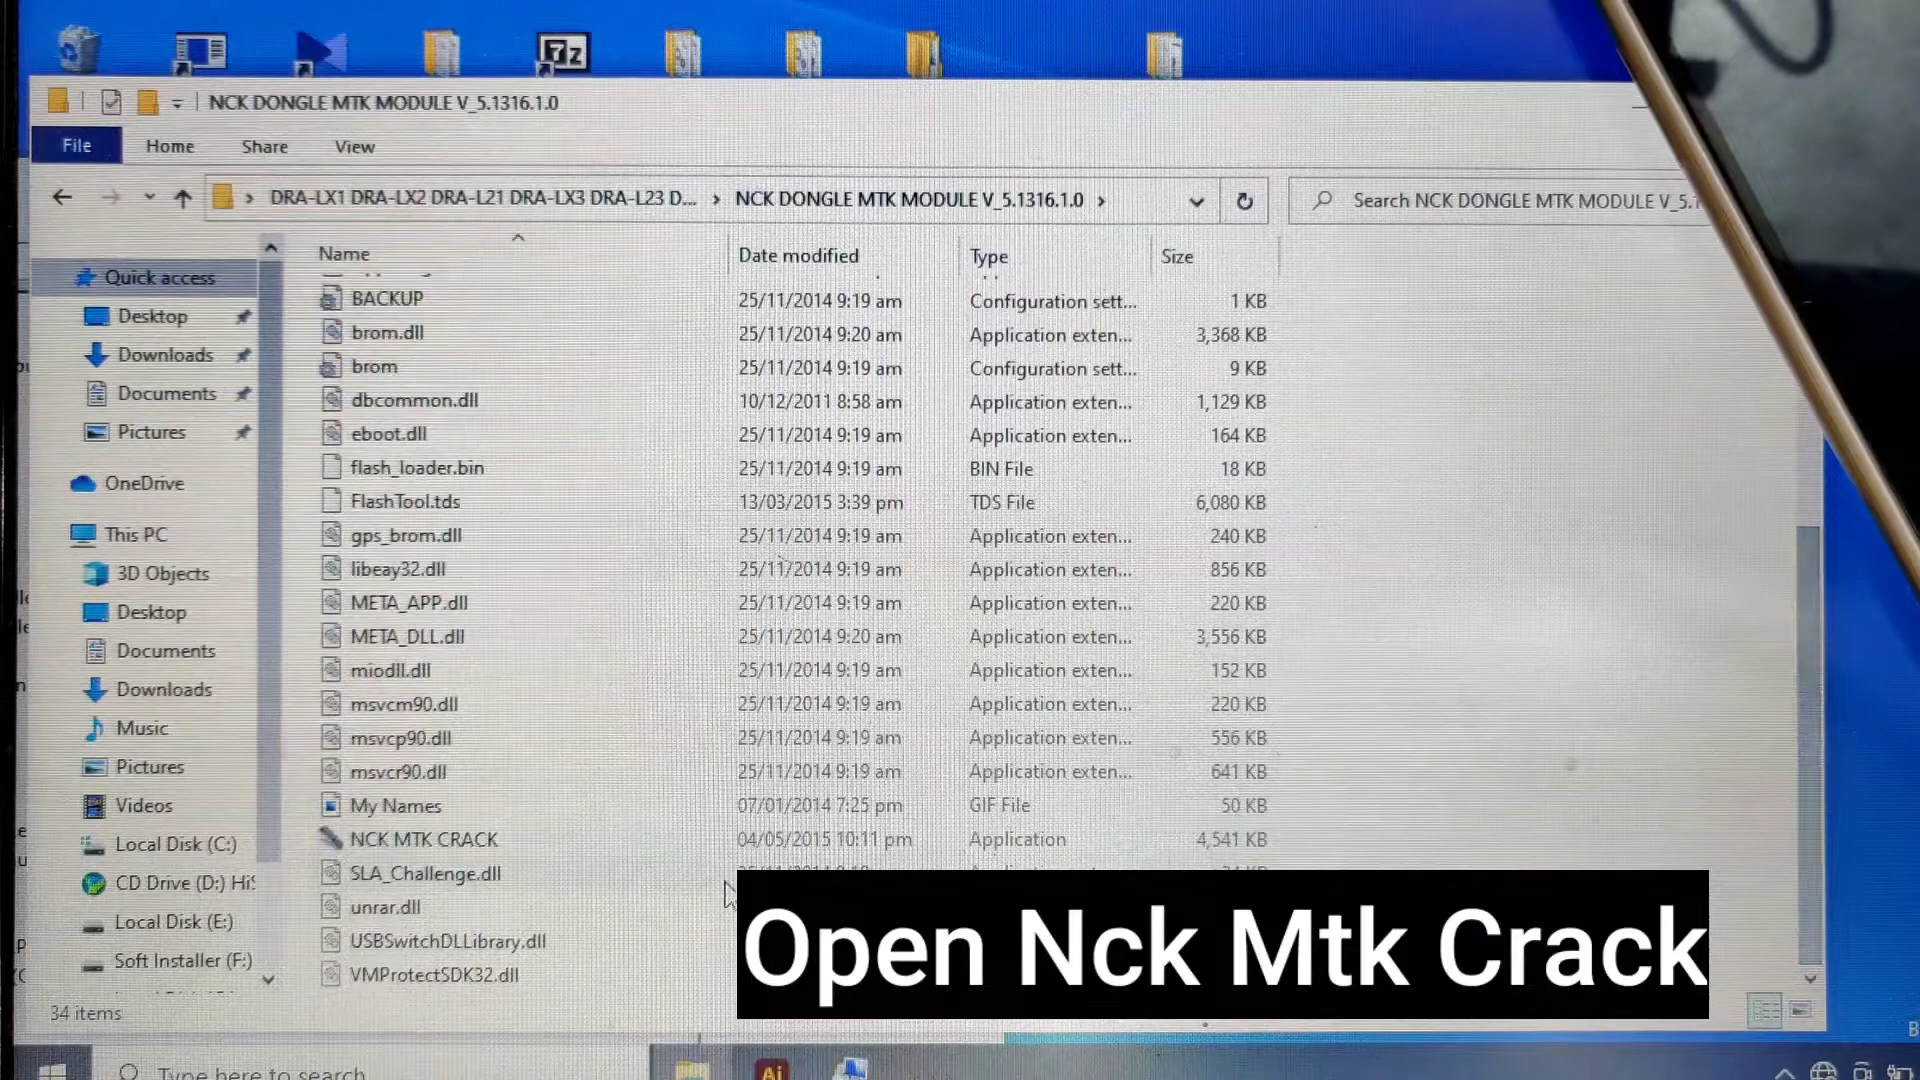 7z
NCK DONGLE MTK MODULE V_5.1316.1.0
File Home Share View
DRA-LX1 DRA-LX2 DRA-L21 DRA-LX3 DRA-L23 D... > NCK DONGLE MTK MODULE V_5.1316.1.0 >
Search NCK DONGLE MTK MODULE V_5.1
Name Date modified Type Size
BACKUP 25/11/2014 9:19 am Configuration sett... 1 KB
brom.dll 25/11/2014 9:20 am Application exten... 3,368 KB
brom 25/11/2014 9:19 am Configuration sett... 9 KB
dbcommon.dll 10/12/2011 8:58 am Application exten... 1,129 KB
eboot.dll 25/11/2014 9:19 am Application exten... 164 KB
flash_loader.bin 25/11/2014 9:19 am BIN File 18 KB
FlashTool.tds 13/03/2015 3:39 pm TDS File 6,080 KB
gps_brom.dll 25/11/2014 9:19 am Application exten... 240 KB
libeay32.dll 25/11/2014 9:19 am Application exten... 856 KB
META_APP.dll 25/11/2014 9:19 am Application exten... 220 KB
META_DLL.dll 25/11/2014 9:20 am Application exten... 3,556 KB
miodll.dll 25/11/2014 9:19 am Application exten... 152 KB
msvcm90.dll 25/11/2014 9:19 am Application exten... 220 KB
msvcp90.dll 25/11/2014 9:19 am Application exten... 556 KB
msvcr90.dll 25/11/2014 9:19 am Application exten... 641 KB
My Names 07/01/2014 7:25 pm GIF File 50 KB
NCK MTK CRACK 04/05/2015 10:11 pm Application 4,541 KB
SLA_Challenge.dll
unrar.dll
USBSwitchDLLibrary.dll
VMProtectSDK32.dll
Quick access
Desktop
Downloads
Documents
Pictures
OneDrive
This PC
3D Objects
Desktop
Documents
Downloads
Music
Pictures
Videos
Local Disk (C:)
CD Drive (D:) HiS
Local Disk (E:)
Soft Installer (F:)
34 items
Open Nck Mtk Crack
Type here to search
Ai